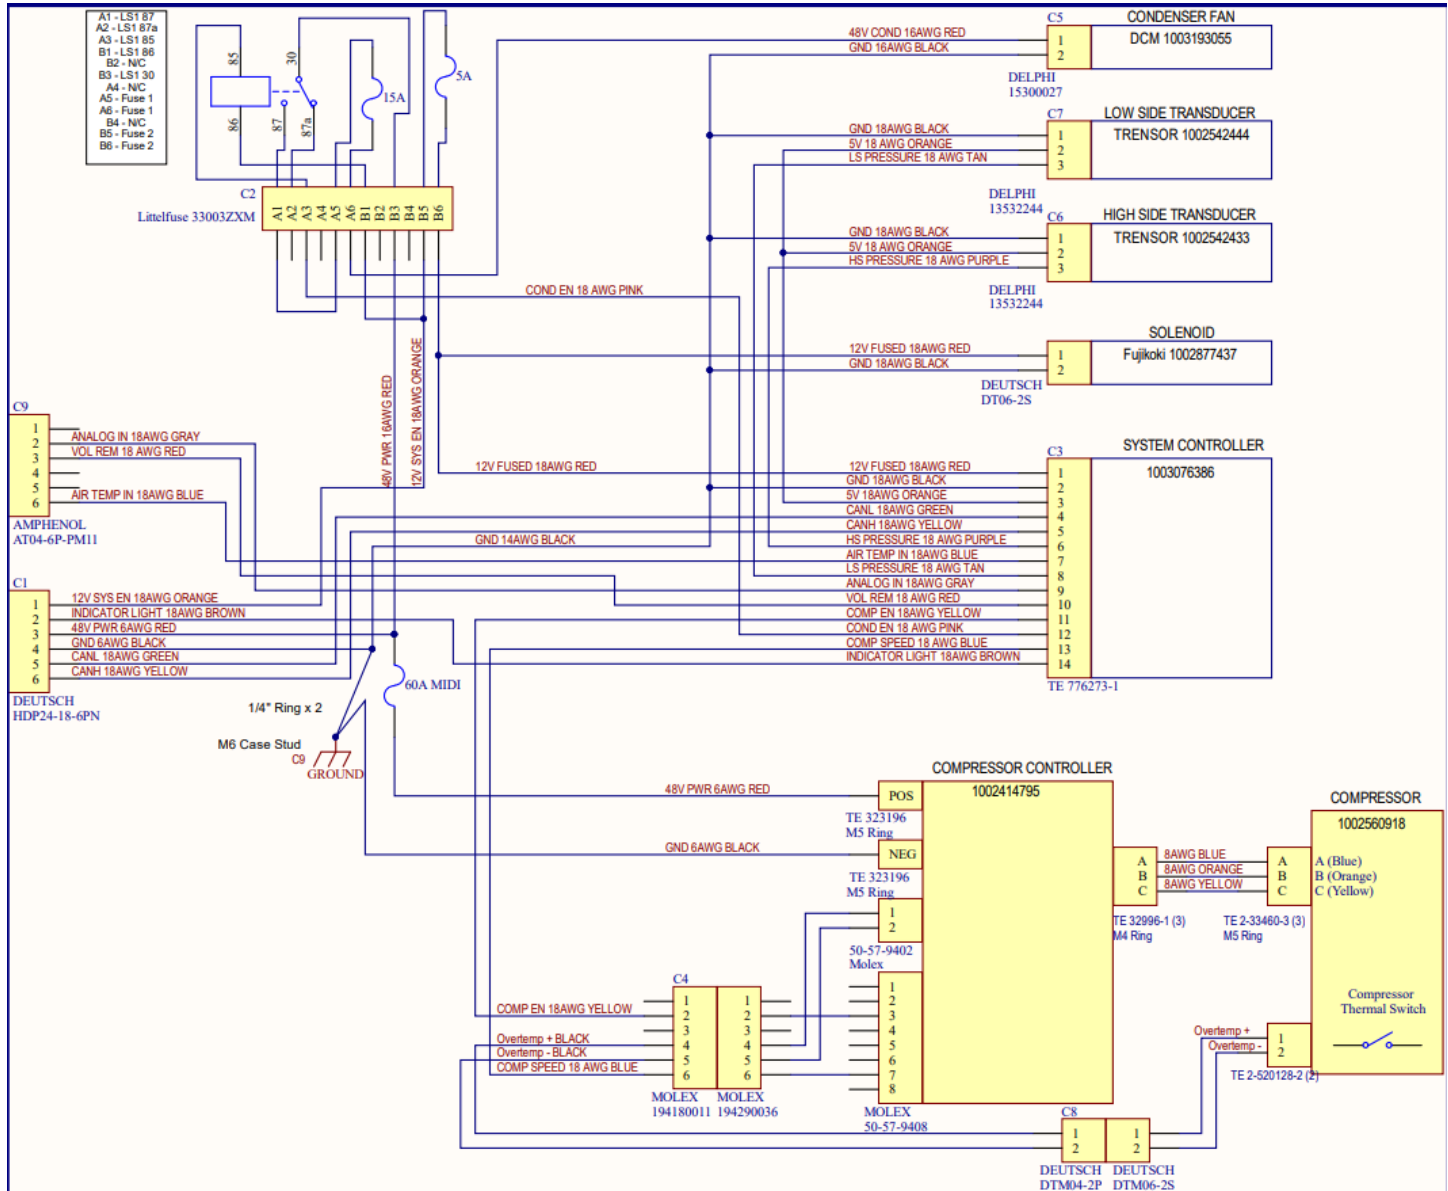 A1 - LS1 87
A2 - LS1 87a
A3 - LS1 85
B1 - LS1 86
B2 - N/C
B3 - LS1 30
A4 - N/C
A5 - Fuse 1
A6 - Fuse 1
B4 - N/C
B5 - Fuse 2
B6 - Fuse 2
85
30
86
87
87a
15A
5A
C2
Littelfuse 33003ZXM
A1
A2
A3
A4
A5
A6
B1
B2
B3
B4
B5
B6
COND EN 18 AWG PINK
48V PWR 16AWG RED
12V SYS EN 18AWG ORANGE
12V FUSED 18AWG RED
GND 14AWG BLACK
CONDENSER FAN
C5
48V COND 16AWG RED
1
DCM 1003193055
GND 16AWG BLACK
2
DELPHI
15300027
LOW SIDE TRANSDUCER
C7
GND 18AWG BLACK
1
TRENSOR 1002542444
5V 18 AWG ORANGE
2
LS PRESSURE 18 AWG TAN
3
DELPHI
13532244
HIGH SIDE TRANSDUCER
C6
GND 18AWG BLACK
1
TRENSOR 1002542433
5V 18 AWG ORANGE
2
HS PRESSURE 18 AWG PURPLE
3
DELPHI
13532244
SOLENOID
12V FUSED 18AWG RED
1
Fujikoki 1002877437
GND 18AWG BLACK
2
DEUTSCH
DT06-2S
SYSTEM CONTROLLER
C3
1003076386
12V FUSED 18AWG RED
1
GND 18AWG BLACK
2
5V 18AWG ORANGE
3
CANL 18AWG GREEN
4
CANH 18AWG YELLOW
5
HS PRESSURE 18 AWG PURPLE
6
AIR TEMP IN 18AWG BLUE
7
LS PRESSURE 18 AWG TAN
8
ANALOG IN 18AWG GRAY
9
VOL REM 18 AWG RED
10
COMP EN 18AWG YELLOW
11
COND EN 18 AWG PINK
12
COMP SPEED 18 AWG BLUE
13
INDICATOR LIGHT 18AWG BROWN
14
TE 776273-1
C9
1
2
ANALOG IN 18AWG GRAY
3
VOL REM 18 AWG RED
4
5
6
AIR TEMP IN 18AWG BLUE
AMPHENOL
AT04-6P-PM11
C1
1
12V SYS EN 18AWG ORANGE
2
INDICATOR LIGHT 18AWG BROWN
3
48V PWR 6AWG RED
4
GND 6AWG BLACK
5
CANL 18AWG GREEN
6
CANH 18AWG YELLOW
DEUTSCH
HDP24-18-6PN
60A MIDI
1/4" Ring x 2
M6 Case Stud
C9
GROUND
COMPRESSOR CONTROLLER
1002414795
48V PWR 6AWG RED
POS
TE 323196
M5 Ring
GND 6AWG BLACK
NEG
TE 323196
M5 Ring
1
2
50-57-9402
Molex
1
2
3
4
5
6
7
8
MOLEX
50-57-9408
C4
1
2
3
4
5
6
1
2
3
4
5
6
COMP EN 18AWG YELLOW
Overtemp + BLACK
Overtemp - BLACK
COMP SPEED 18 AWG BLUE
MOLEX
194180011
MOLEX
194290036
A
B
C
8AWG BLUE
8AWG ORANGE
8AWG YELLOW
A
B
C
TE 32996-1 (3)
M4 Ring
TE 2-33460-3 (3)
M5 Ring
COMPRESSOR
1002560918
A (Blue)
B (Orange)
C (Yellow)
Compressor
Thermal Switch
Overtemp +
Overtemp -
1
2
TE 2-520128-2 (2)
C8
1
2
1
2
DEUTSCH
DTM04-2P
DEUTSCH
DTM06-2S